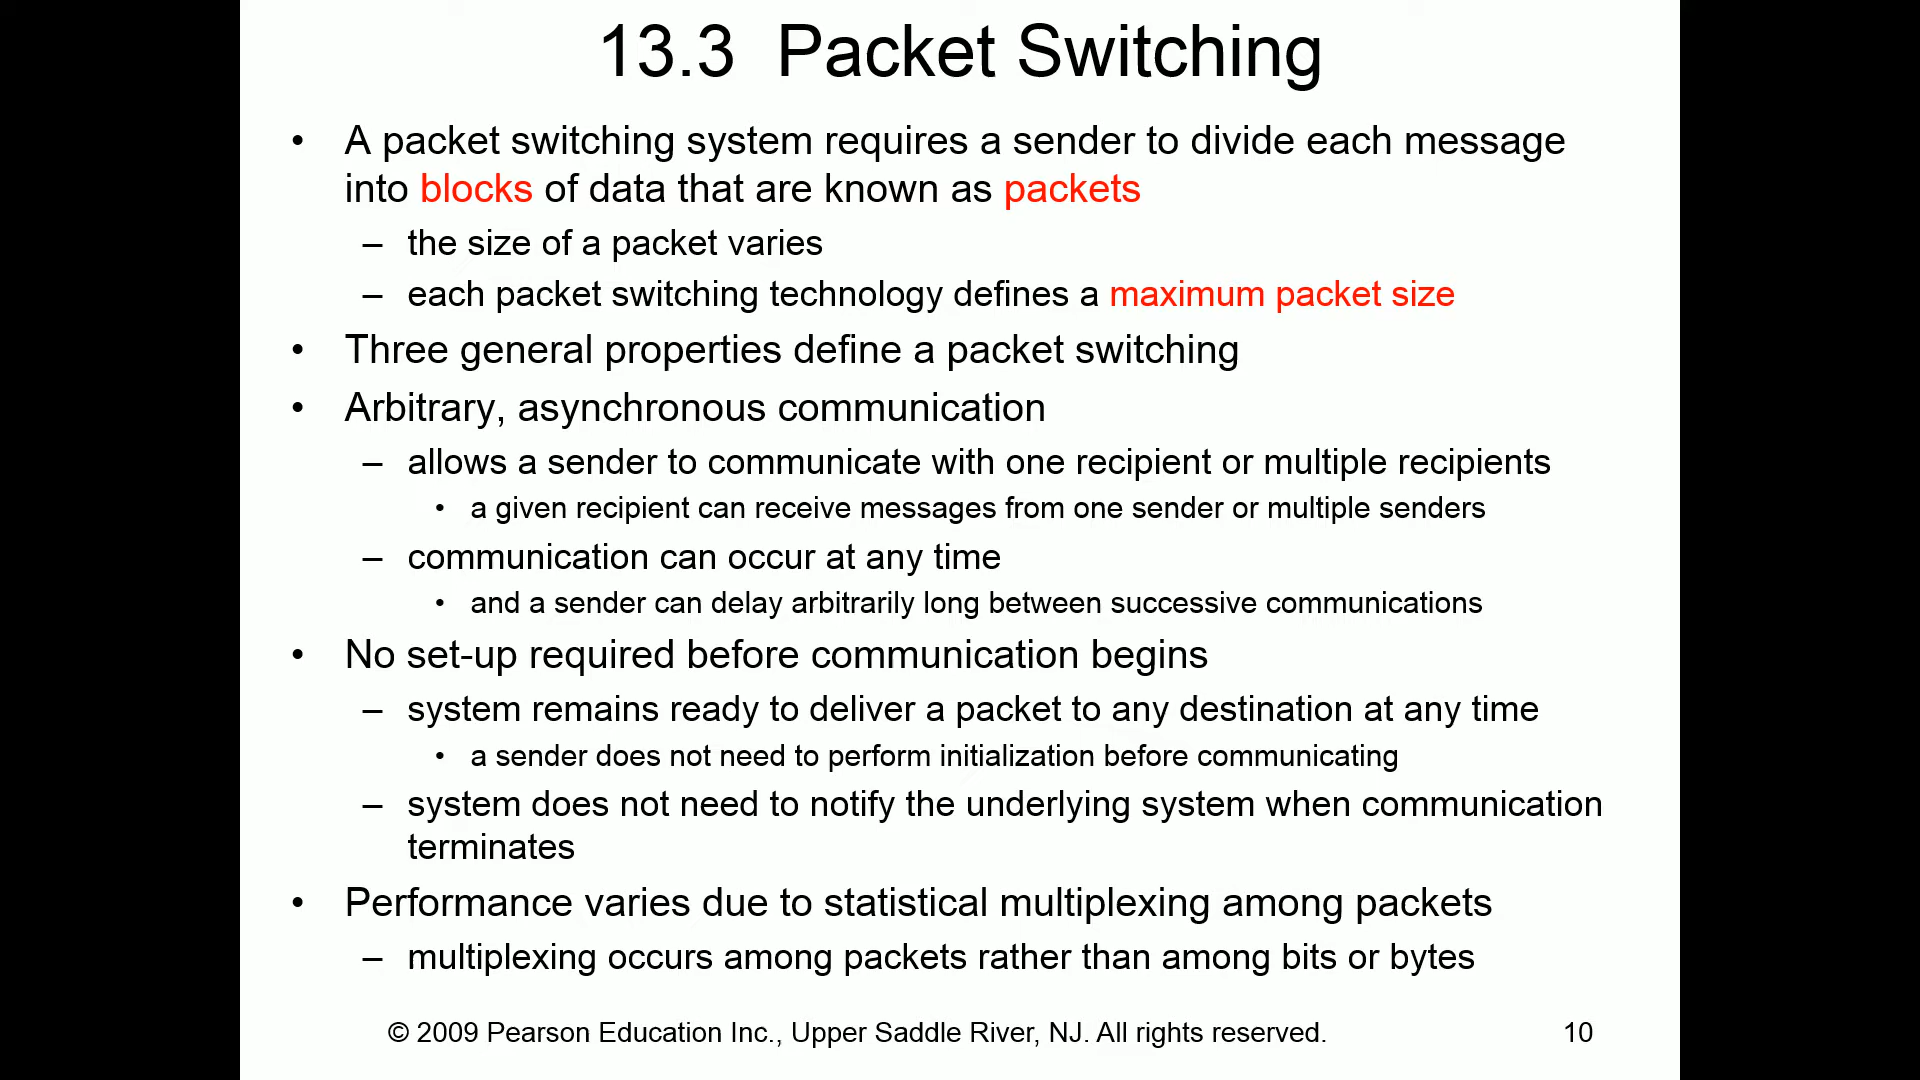 13.3 Packet Switching
• A packet switching system requires a sender to divide each message
into blocks of data that are known as packets
– the size of a packet varies
– each packet switching technology defines a maximum packet size
• Three general properties define a packet switching
• Arbitrary, asynchronous communication
– allows a sender to communicate with one recipient or multiple recipients
• a given recipient can receive messages from one sender or multiple senders
– communication can occur at any time
• and a sender can delay arbitrarily long between successive communications
• No set-up required before communication begins
– system remains ready to deliver a packet to any destination at any time
• a sender does not need to perform initialization before communicating
– system does not need to notify the underlying system when communication
terminates
• Performance varies due to statistical multiplexing among packets
– multiplexing occurs among packets rather than among bits or bytes
© 2009 Pearson Education Inc., Upper Saddle River, NJ. All rights reserved. 10